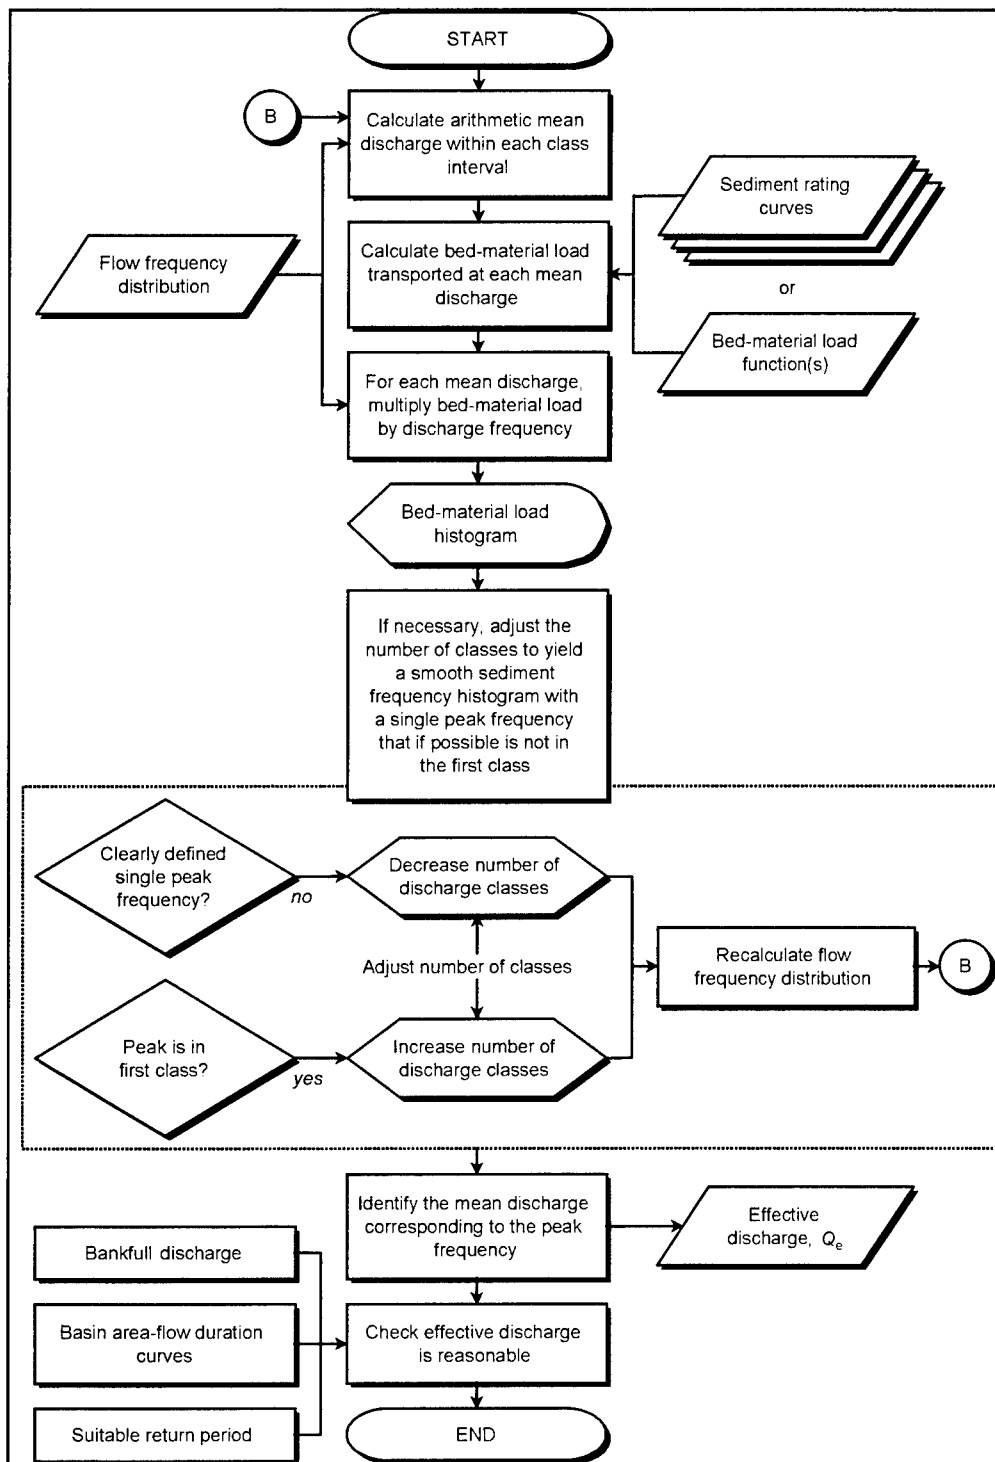 START
B
Calculate arithmetic mean
discharge within each class
interval
Sediment rating
curves
Flow frequency
distribution
Calculate bed-material load
transported at each mean
discharge
or
Bed-material load
function(s)
For each mean discharge,
multiply bed-material load
by discharge frequency
Bed-material load
histogram
If necessary, adjust the
number of classes to yield
a smooth sediment
frequency histogram with
a single peak frequency
that if possible is not in
the first class
Clearly defined
single peak
frequency?
no
Decrease number of
discharge classes
Adjust number of classes
Recalculate flow
frequency distribution
B
Peak is in
first class?
yes
Increase number of
discharge classes
Identify the mean discharge
corresponding to the peak
frequency
Effective
discharge, Qe
Bankfull discharge
Basin area-flow duration
curves
Check effective discharge
is reasonable
Suitable return period
END